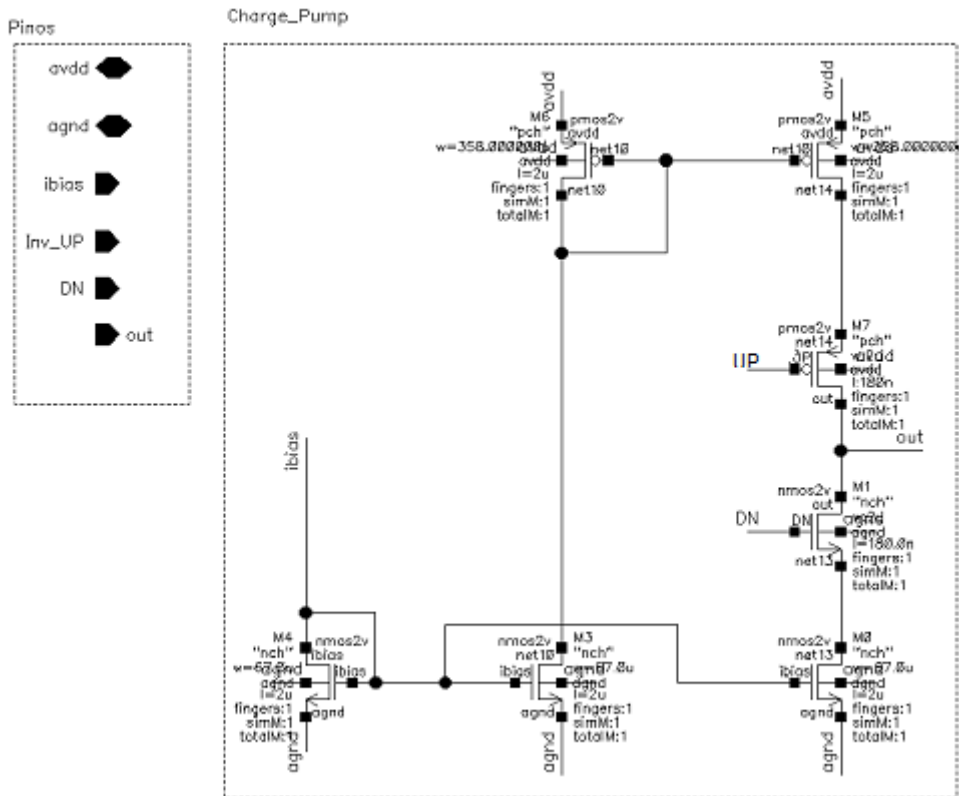 Pinos
avdd
agnd
ibias
Inv_UP
DN
out
Charge_Pump
avdd
M6
pmos2v
"pch"
avdd
net10
avdd
l=2u
fingers:1
net10
simM:1
totalM:1
avdd
pmos2v
M5
avdd
"pch"
net10
avdd
l=2u
net14
fingers:1
simM:1
totalM:1
pmos2v
M7
net14
"pch"
UP
avdd
l:180n
out
fingers:1
simM:1
totalM:1
out
nmos2v
M1
out
"nch"
DN
DN
agnd
l=180.0n
net13
fingers:1
simM:1
totalM:1
ibias
M4
nmos2v
"nch"
ibias
ibias
agnd
l=2u
fingers:1
agnd
simM:1
totalM:1
agnd
nmos2v
M3
net10
"nch"
ibias
agnd
l=2u
agnd
fingers:1
simM:1
totalM:1
agnd
nmos2v
M0
net13
"nch"
ibias
agnd
l=2u
agnd
fingers:1
simM:1
totalM:1
agnd